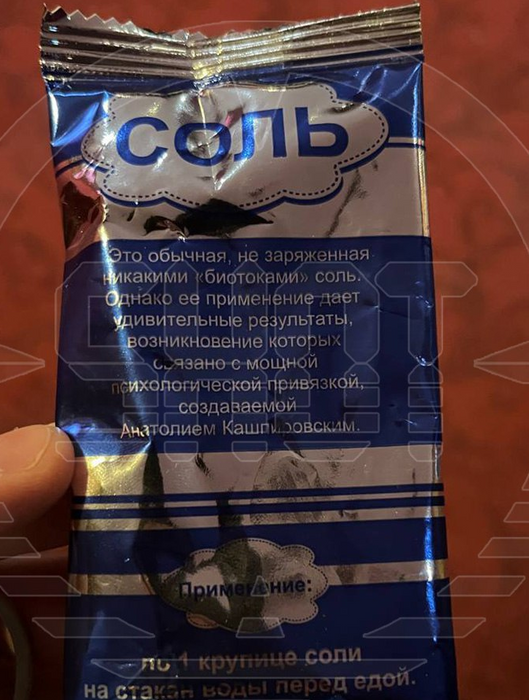 СОЛЬ
Это обычная, не заряженная
никакими «биотоками» соль.
Однако ее применение дает
удивительные результаты,
возникновение которых
связано с мощной
психологической привязкой,
создаваемой
Анатолием Кашпировским.
Применение:
по 1 крупице соли
на стакан воды перед едой.